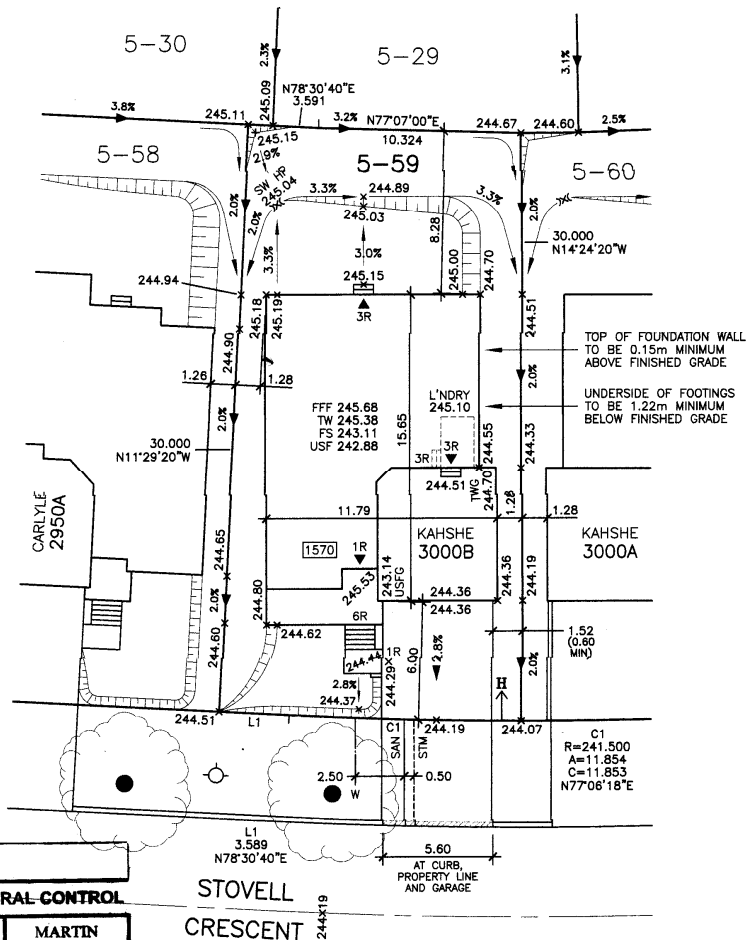 5-30
5-29
2.3%
3.1%
245.09
N78°30'40"E
3.591
3.8%
245.11
3.2%
N77°07'00"E
244.67
244.60
2.5%
245.15
10.324
5-58
2.9%
5-59
5-60
SW HP
245.04
3.3%
244.89
3.3%
2.0%
2.0%
245.03
8.28
2.0%
30.000
N14°24'20"W
3.3%
3.0%
245.00
244.70
244.94
245.15
245.18
245.19
3R
244.51
244.90
TOP OF FOUNDATION WALL
TO BE 0.15m MINIMUM
ABOVE FINISHED GRADE
2.0%
1.26
1.28
L'NDRY
245.10
UNDERSIDE OF FOOTINGS
TO BE 1.22m MINIMUM
BELOW FINISHED GRADE
FFF 245.68
TW 245.38
FS 243.11
USF 242.88
15.65
2.0%
30.000
N11°29'20"W
244.55
244.33
3R
3R
244.51
TWG
244.70
1.28
CARLYLE
2950A
11.79
1.28
KAHSHE
3000B
KAHSHE
3000A
244.65
1570
1R
243.14
USFG
245.53
244.36
244.19
2.0%
244.80
244.36
244.36
244.60
244.62
6R
1.52
(0.60
MIN)
244.44
1R
244.29
6.00
2.8%
2.0%
2.8%
244.37
H
244.51
L1
C1
244.19
244.07
SAN
STM
C1
R=241.500
A=11.854
C=11.853
N77°06'18"E
2.50
0.50
W
L1
3.589
N78°30'40"E
5.60
AT CURB,
PROPERTY LINE
AND GARAGE
RAL CONTROL
STOVELL
MARTIN
CRESCENT
244x19